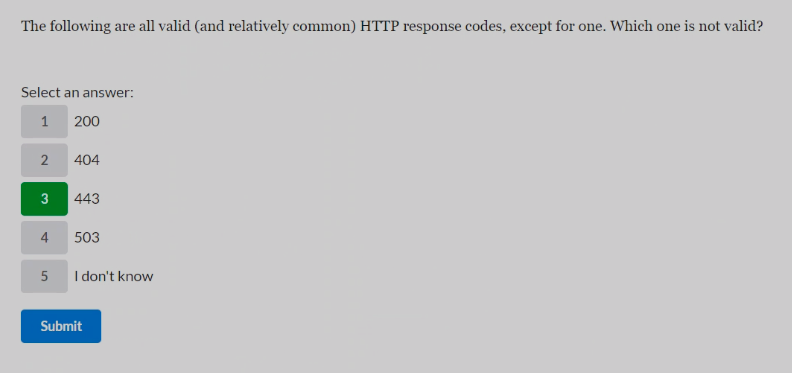 The following are all valid (and relatively common) HTTP response codes, except for one. Which one is not valid?
Select an answer:
1 200
2 404
3 443
4 503
5 I don't know
Submit